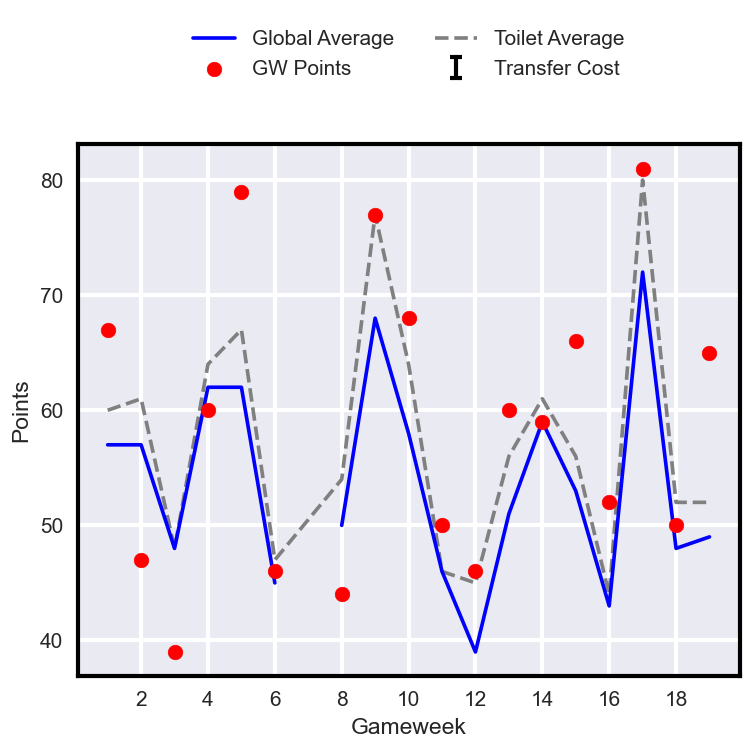 Global Average
Toilet Average
GW Points
Transfer Cost
80
70
60
50
40
Points
2 4 6 8 10 12 14 16 18
Gameweek